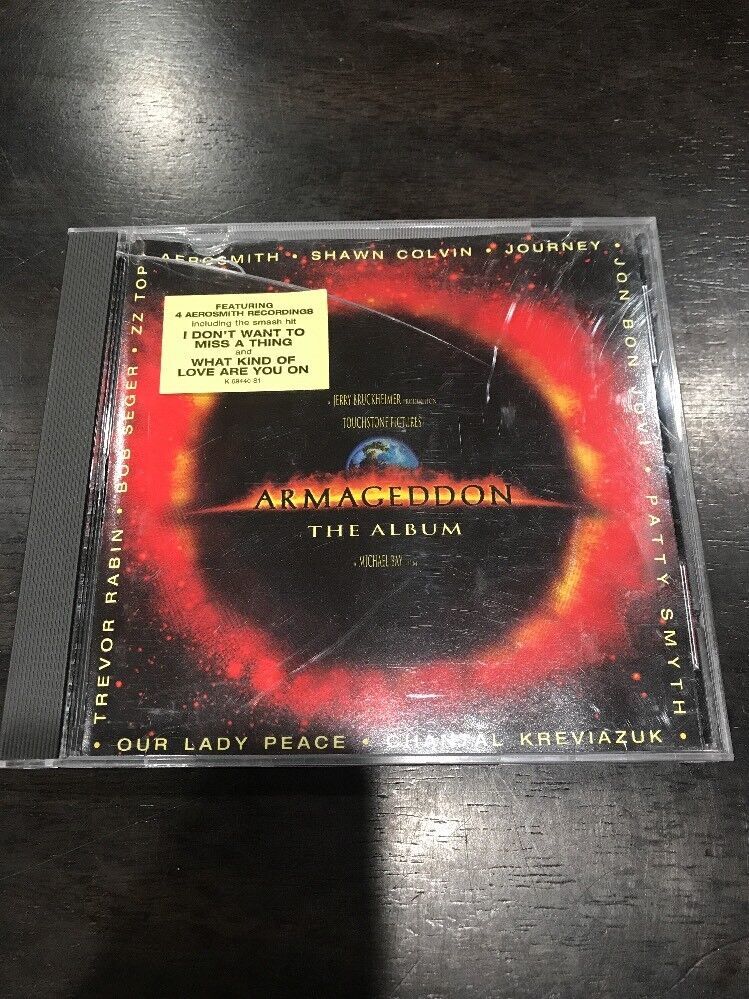 AEROSMITH • SHAWN COLVIN • JOURNEY •
JON BON JOVI •
PATTY SMYTH •
• OUR LADY PEACE • CHANTAL KREVIAZUK •
TREVOR RABIN • BOB SEGER • ZZ TOP
FEATURING
4 AEROSMITH RECORDINGS
including the smash hit
I DON'T WANT TO
MISS A THING
and
WHAT KIND OF
LOVE ARE YOU ON
A JERRY BRUCKHEIMER PRODUCTION
TOUCHSTONE PICTURES
ARMAGEDDON
THE ALBUM
A MICHAEL BAY FILM